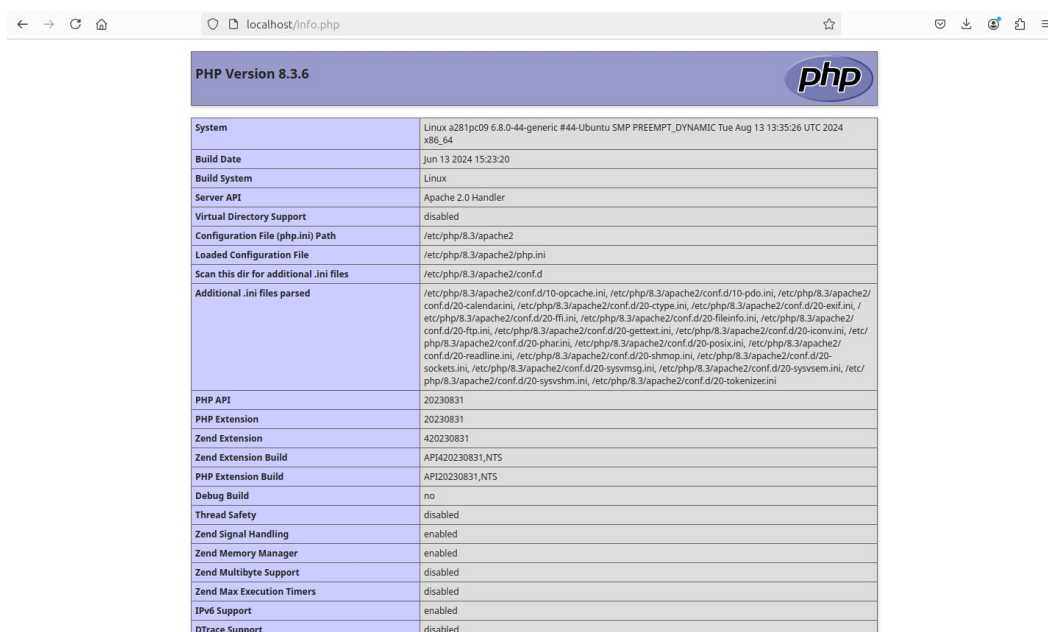 localhost/info.php
PHP Version 8.3.6
php
System Linux a281pc09 6.8.0-44-generic #44-Ubuntu SMP PREEMPT_DYNAMIC Tue Aug 13 13:35:26 UTC 2024
x86_64
Build Date Jun 13 2024 15:23:20
Build System Linux
Server API Apache 2.0 Handler
Virtual Directory Support disabled
Configuration File (php.ini) Path /etc/php/8.3/apache2
Loaded Configuration File /etc/php/8.3/apache2/php.ini
Scan this dir for additional .ini files /etc/php/8.3/apache2/conf.d
Additional .ini files parsed /etc/php/8.3/apache2/conf.d/10-opcache.ini, /etc/php/8.3/apache2/conf.d/10-pdo.ini, /etc/php/8.3/apache2/
conf.d/20-calendar.ini, /etc/php/8.3/apache2/conf.d/20-ctype.ini, /etc/php/8.3/apache2/conf.d/20-exif.ini, /
etc/php/8.3/apache2/conf.d/20-ffi.ini, /etc/php/8.3/apache2/conf.d/20-fileinfo.ini, /etc/php/8.3/apache2/
conf.d/20-ftp.ini, /etc/php/8.3/apache2/conf.d/20-gettext.ini, /etc/php/8.3/apache2/conf.d/20-iconv.ini, /etc/
php/8.3/apache2/conf.d/20-phar.ini, /etc/php/8.3/apache2/conf.d/20-posix.ini, /etc/php/8.3/apache2/
conf.d/20-readline.ini, /etc/php/8.3/apache2/conf.d/20-shmop.ini, /etc/php/8.3/apache2/conf.d/20-
sockets.ini, /etc/php/8.3/apache2/conf.d/20-sysvmsg.ini, /etc/php/8.3/apache2/conf.d/20-sysvsem.ini, /etc/
php/8.3/apache2/conf.d/20-sysvshm.ini, /etc/php/8.3/apache2/conf.d/20-tokenizer.ini
PHP API 20230831
PHP Extension 20230831
Zend Extension 420230831
Zend Extension Build API420230831,NTS
PHP Extension Build API20230831,NTS
Debug Build no
Thread Safety disabled
Zend Signal Handling enabled
Zend Memory Manager enabled
Zend Multibyte Support disabled
Zend Max Execution Timers disabled
IPv6 Support enabled
DTrace Support disabled